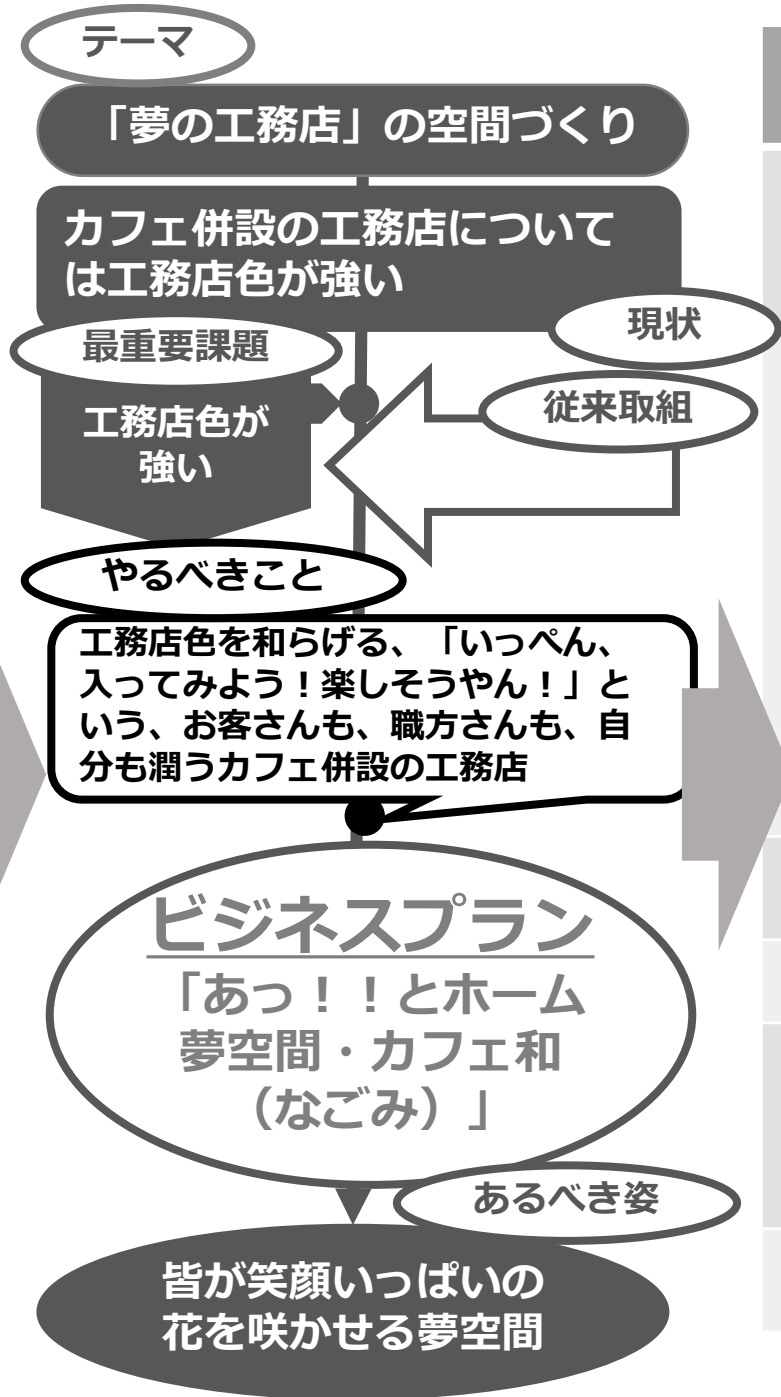 テーマ
「夢の工務店」の空間づくり
カフェ併設の工務店について
は工務店色が強い
現状
最重要課題
従来取組
工務店色が
強い
やるべきこと
工務店色を和らげる、「いっぺん、
入ってみよう！楽しそうやん！」と
いう、お客さんも、職方さんも、自
分も潤うカフェ併設の工務店
ビジネスプラン
「あっ！！とホーム
夢空間・カフェ和
（なごみ）」
あるべき姿
皆が笑顔いっぱいの
花を咲かせる夢空間